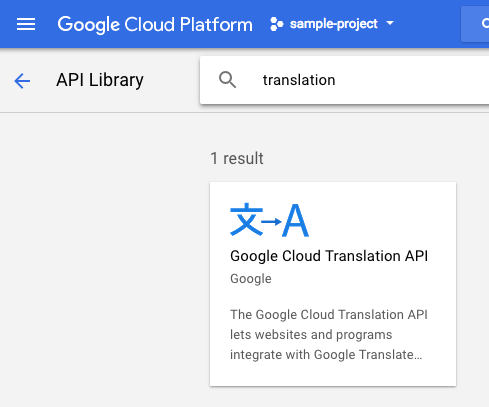 Google Cloud Platform
sample-project
API Library
translation
1 result
文→A
Google Cloud Translation API
Google
The Google Cloud Translation API
lets websites and programs
integrate with Google Translate…